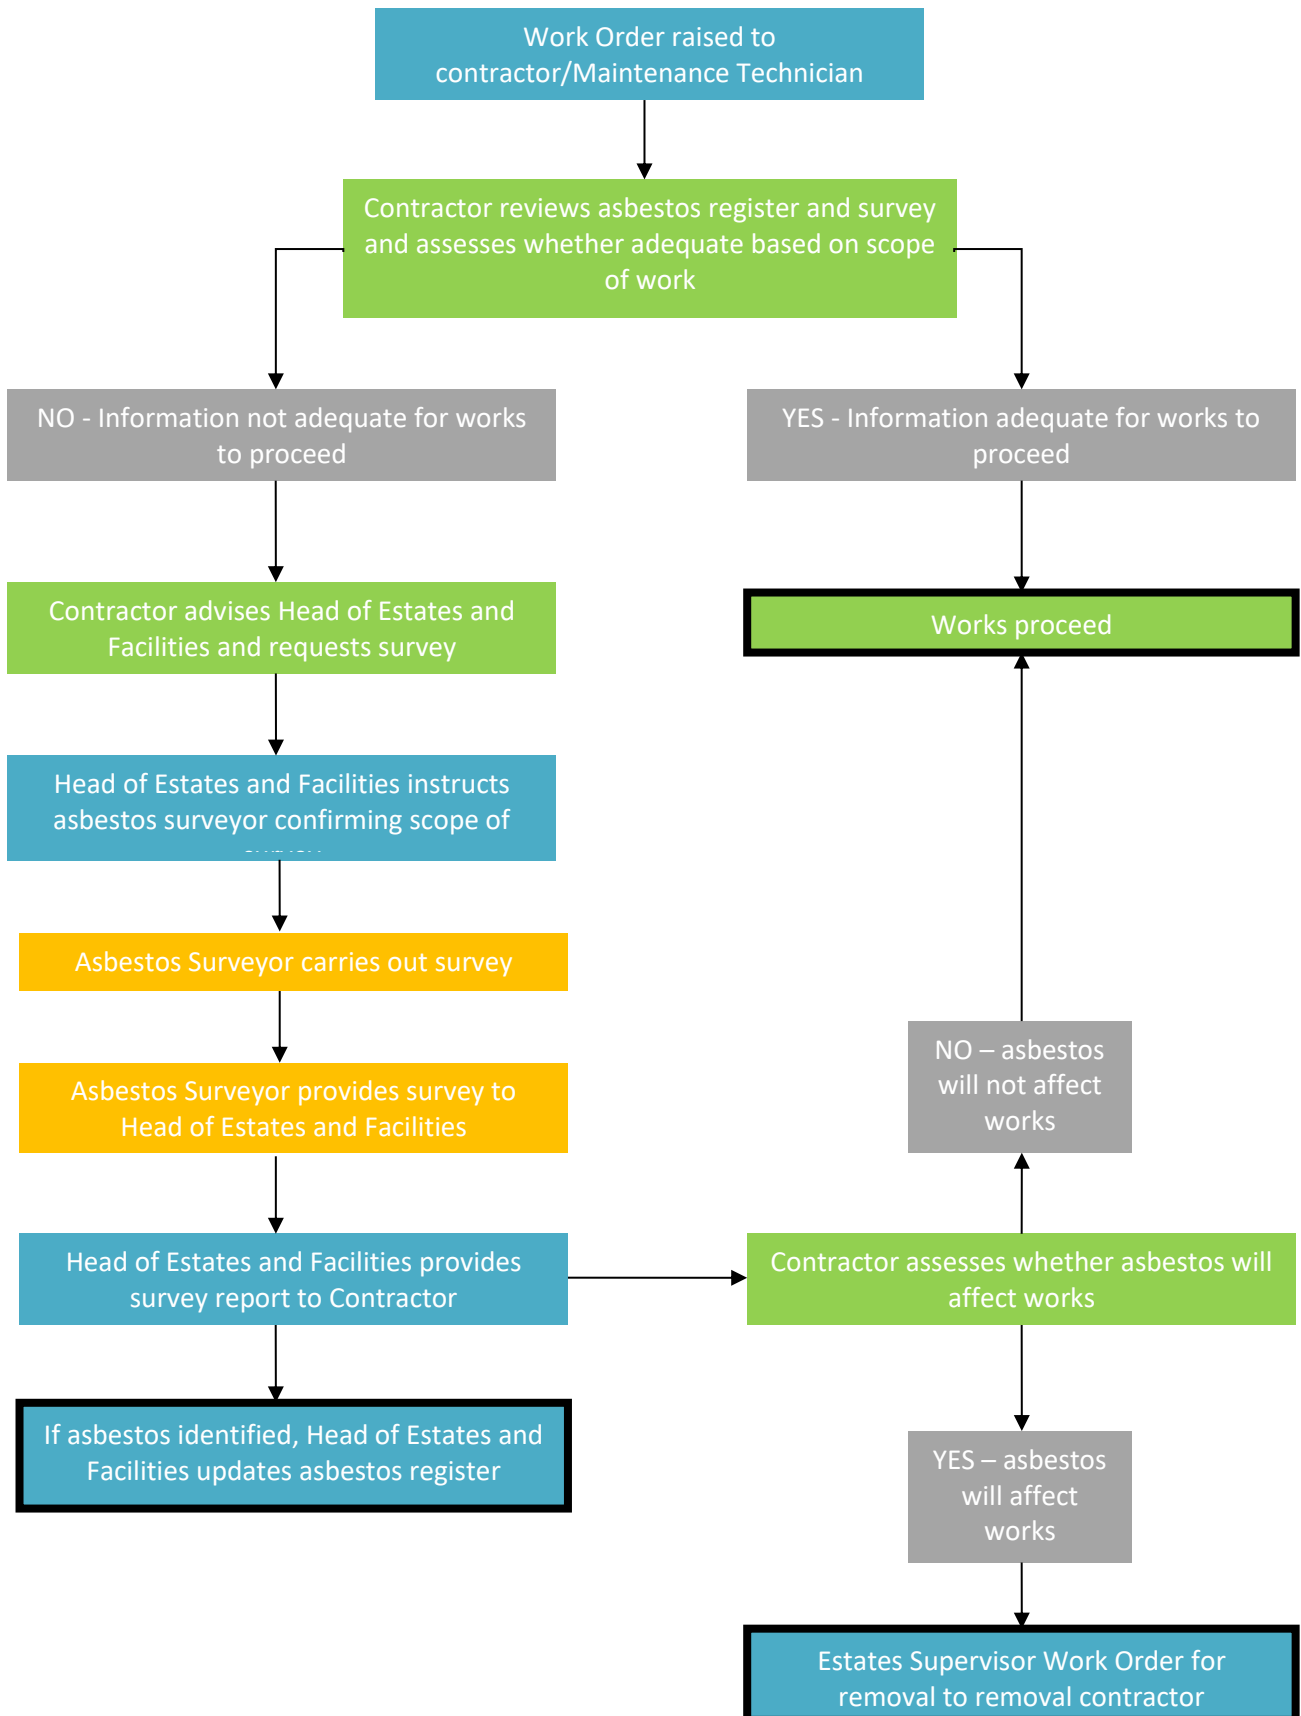 Work Order raised to
contractor/Maintenance Technician
Contractor reviews asbestos register and survey
and assesses whether adequate based on scope
of work
NO - Information not adequate for works
to proceed
YES - Information adequate for works to
proceed
Contractor advises Head of Estates and
Facilities and requests survey
Works proceed
Head of Estates and Facilities instructs
asbestos surveyor confirming scope of
Asbestos Surveyor carries out survey
Asbestos Surveyor provides survey to
Head of Estates and Facilities
NO – asbestos
will not affect
works
Head of Estates and Facilities provides
survey report to Contractor
Contractor assesses whether asbestos will
affect works
If asbestos identified, Head of Estates and
Facilities updates asbestos register
YES – asbestos
will affect
works
Estates Supervisor Work Order for
removal to removal contractor